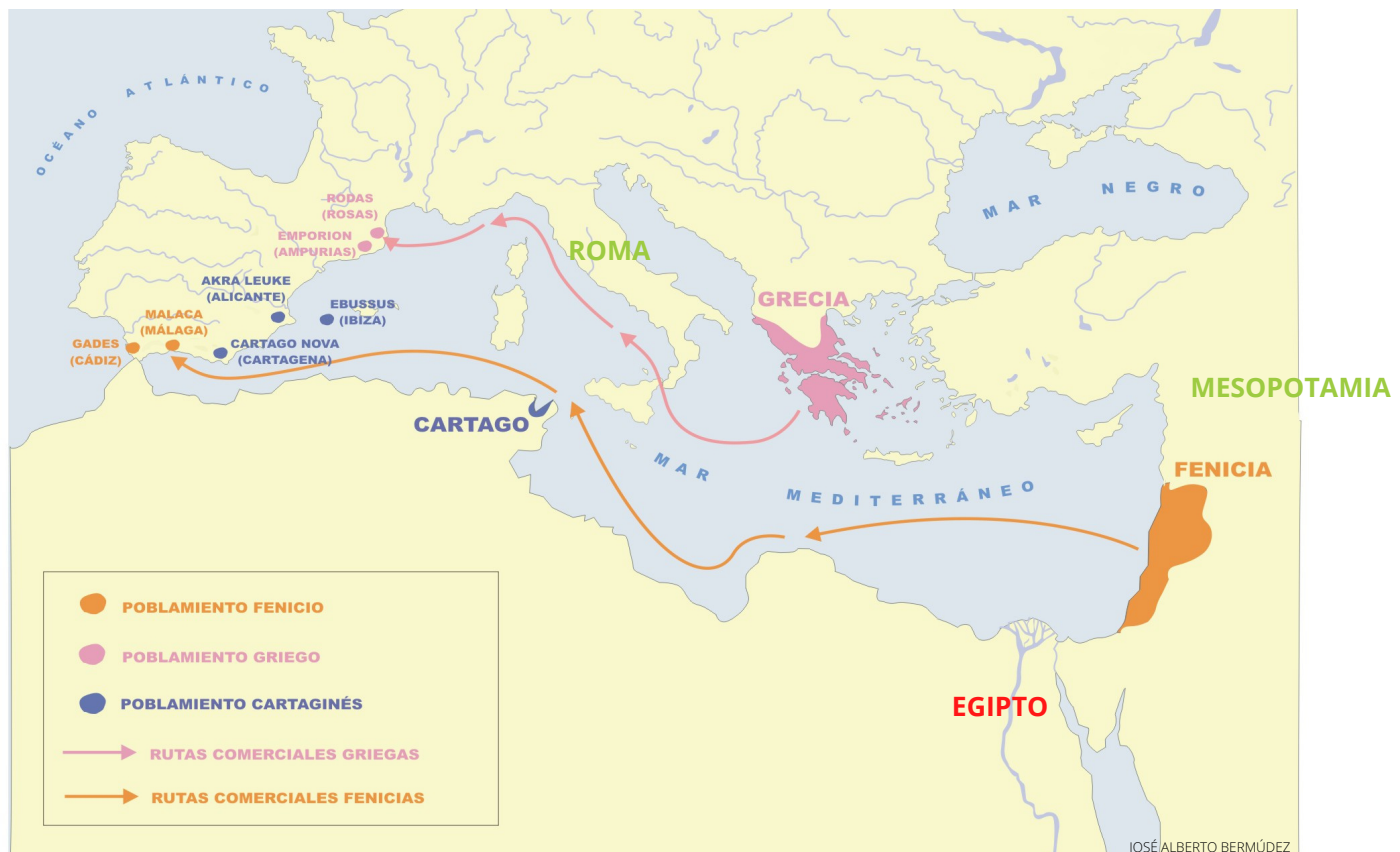 OCÉANO ATLÁNTICO
MAR NEGRO
RODAS
(ROSAS)
EMPORION
(AMPURIAS)
ROMA
AKRA LEUKE
(ALICANTE)
EBUSSUS
(IBIZA)
GRECIA
MALACA
(MÁLAGA)
GADES
(CÁDIZ)
CARTAGO NOVA
(CARTAGENA)
MESOPOTAMIA
CARTAGO
FENICIA
MAR MEDITERRÁNEO
POBLAMIENTO FENICIO
POBLAMIENTO GRIEGO
POBLAMIENTO CARTAGINÉS
RUTAS COMERCIALES GRIEGAS
RUTAS COMERCIALES FENICIAS
EGIPTO
JOSÉ ALBERTO BERMÚDEZ